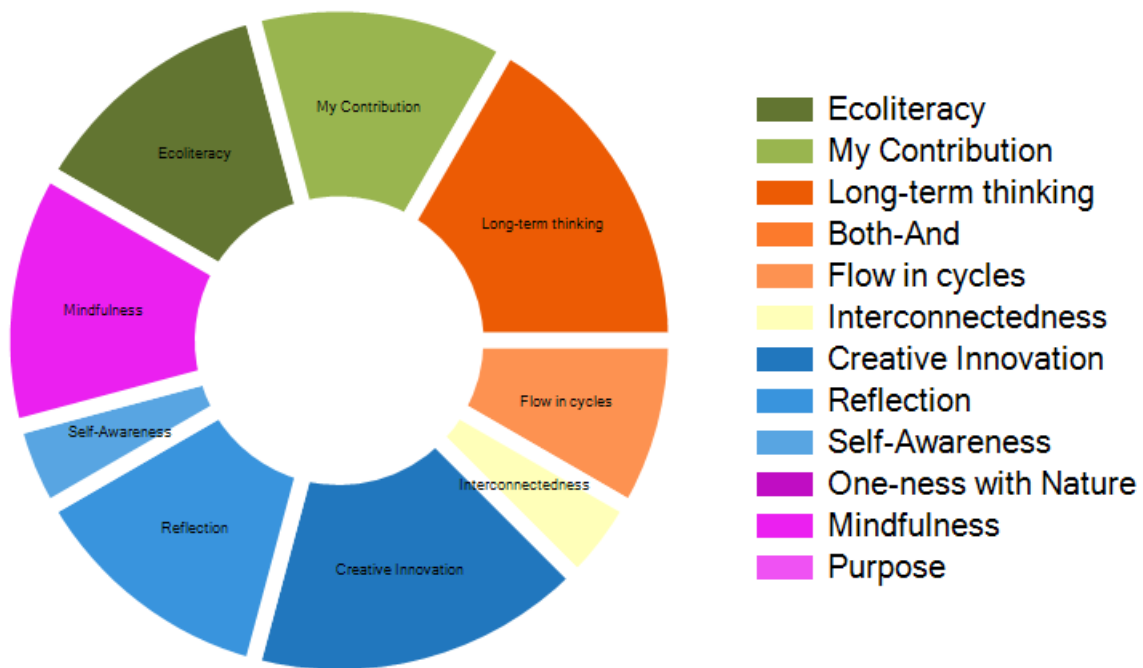 My Contribution
Ecoliteracy
Long-term thinking
Mindfulness
Flow in cycles
Self-Awareness
Interconnectedness
Reflection
Creative Innovation
Ecoliteracy
My Contribution
Long-term thinking
Both-And
Flow in cycles
Interconnectedness
Creative Innovation
Reflection
Self-Awareness
One-ness with Nature
Mindfulness
Purpose